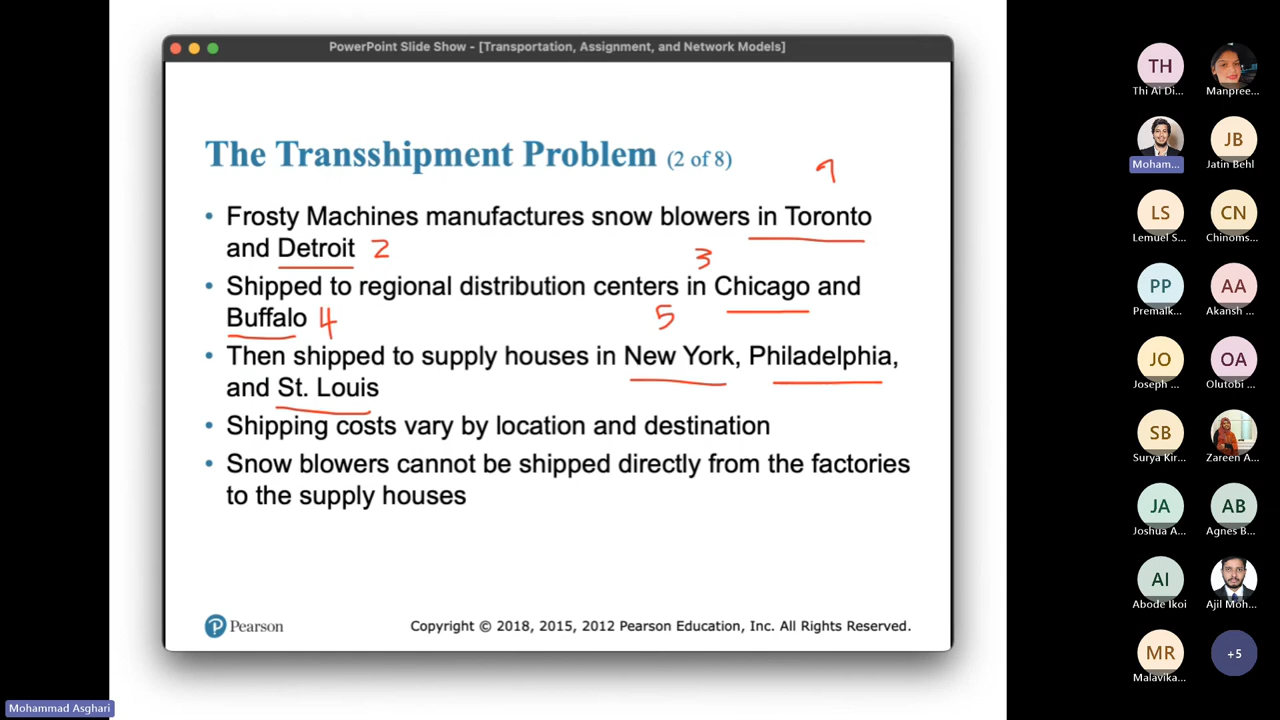 PowerPoint Slide Show - [Transportation, Assignment, and Network Models]
The Transshipment Problem (2 of 8)
1
• Frosty Machines manufactures snow blowers in Toronto
and Detroit 2
3
• Shipped to regional distribution centers in Chicago and
Buffalo 4
5
• Then shipped to supply houses in New York, Philadelphia,
and St. Louis
• Shipping costs vary by location and destination
• Snow blowers cannot be shipped directly from the factories
to the supply houses
P Pearson
Copyright © 2018, 2015, 2012 Pearson Education, Inc. All Rights Reserved.
TH
Thi AI Di...
Manpree...
Moham...
JB
Jatin Behl
LS
Lemuel S...
CN
Chinoms...
PP
Premalk...
AA
Akansh ...
JO
Joseph ...
OA
Olutobi ...
SB
Surya Kir...
Zareen A...
JA
Joshua A...
AB
Agnes B...
AI
Abode Ikoi
Ajil Moh...
MR
Malavika...
+5
Mohammad Asghari